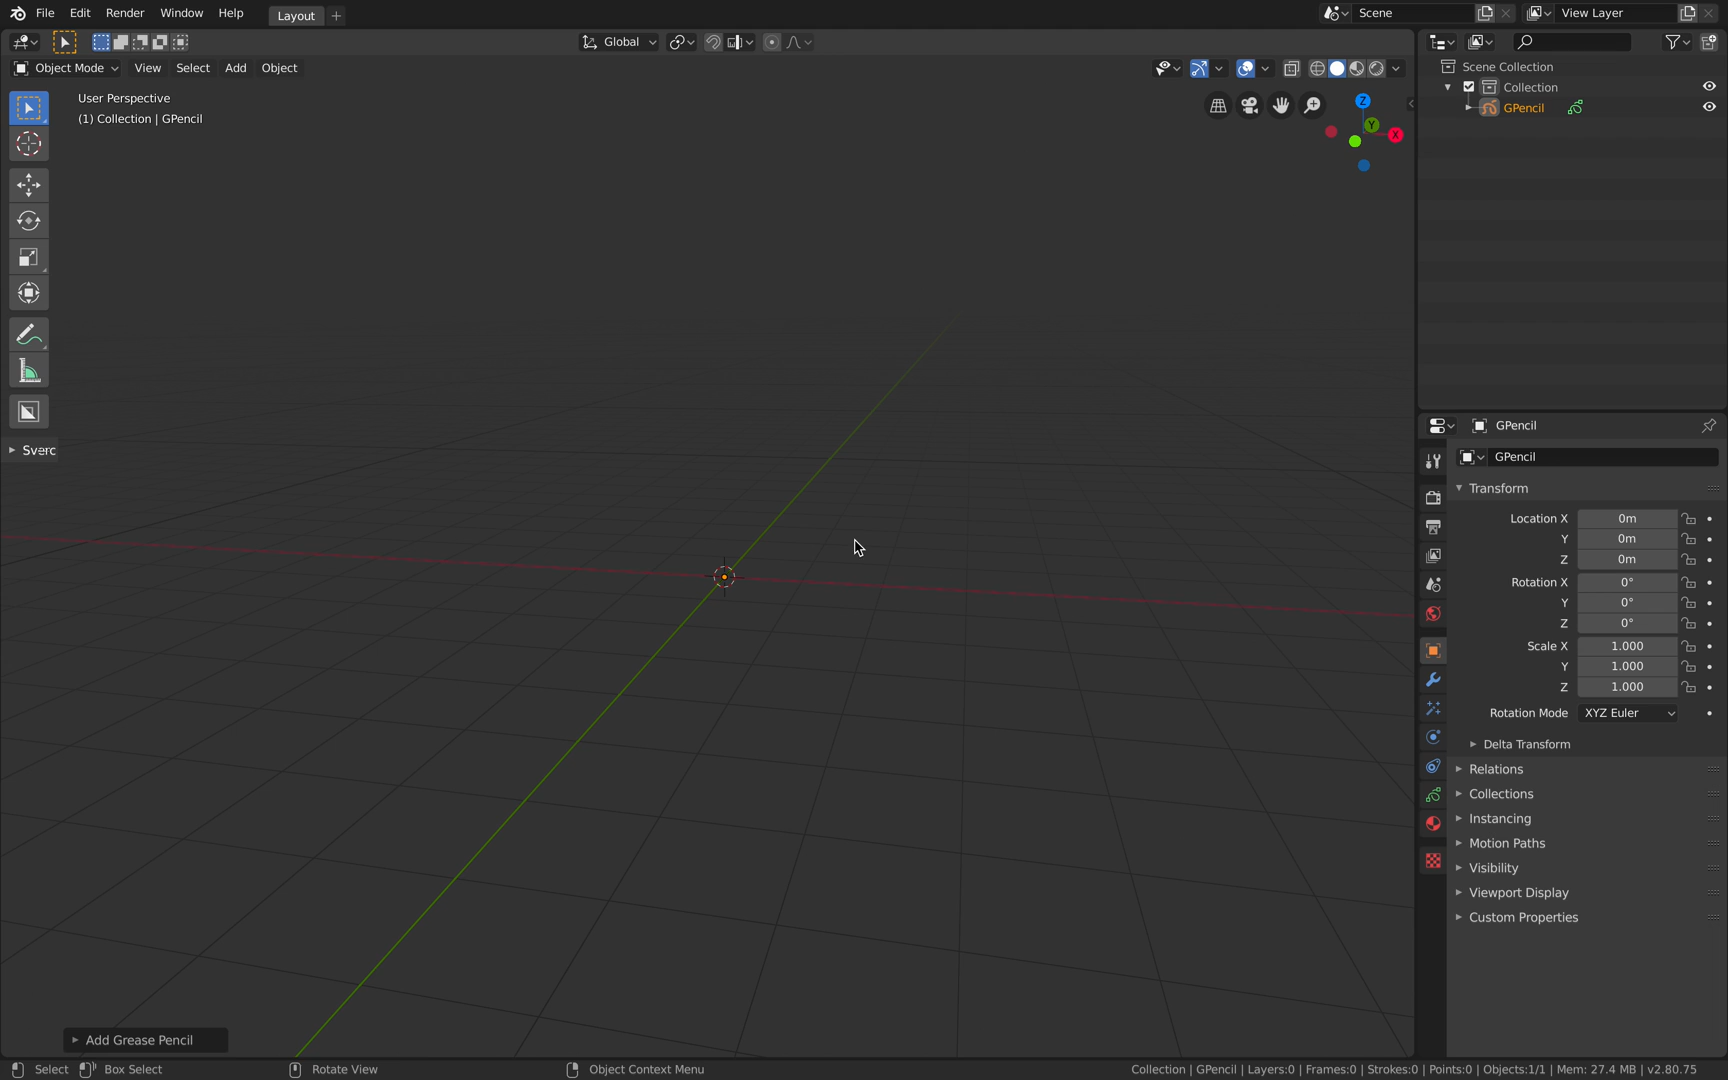 File Edit Render Window Help Layout + Scene View Layer
Global
Object Mode View Select Add Object
User Perspective
(1) Collection | GPencil
Z
Y
X
Sverc
Add Grease Pencil
Scene Collection
Collection
GPencil
GPencil
GPencil
Transform
Location X 0m
Y 0m
Z 0m
Rotation X 0°
Y 0°
Z 0°
Scale X 1.000
Y 1.000
Z 1.000
Rotation Mode XYZ Euler
Delta Transform
Relations
Collections
Instancing
Motion Paths
Visibility
Viewport Display
Custom Properties
Select Box Select Rotate View Object Context Menu Collection | GPencil | Layers:0 | Frames:0 | Strokes:0 | Points:0 | Objects:1/1 | Mem: 27.4 MB | v2.80.75